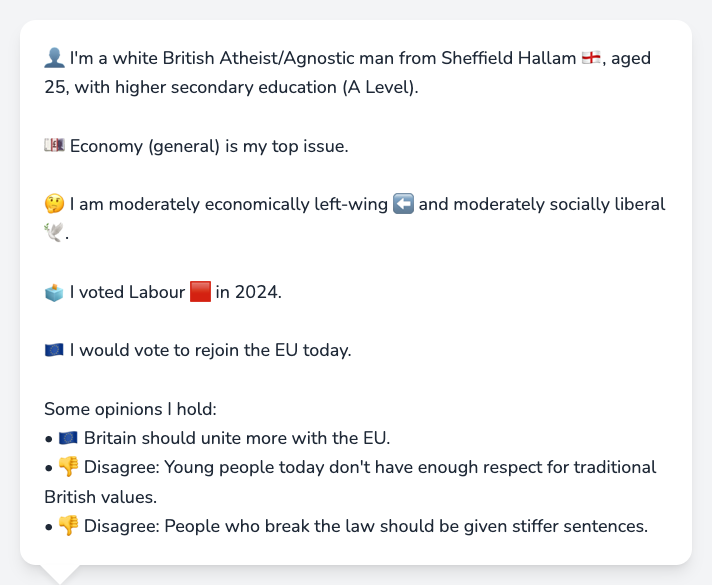 👤 I'm a white British Atheist/Agnostic man from Sheffield Hallam 🏴󠁧󠁢󠁥󠁮󠁧󠁿, aged
25, with higher secondary education (A Level).
💷 Economy (general) is my top issue.
🤔 I am moderately economically left-wing ⬅️ and moderately socially liberal
🕊️.
🗳️ I voted Labour 🟥 in 2024.
🇪🇺 I would vote to rejoin the EU today.
Some opinions I hold:
• 🇪🇺 Britain should unite more with the EU.
• 👎 Disagree: Young people today don't have enough respect for traditional
British values.
• 👎 Disagree: People who break the law should be given stiffer sentences.